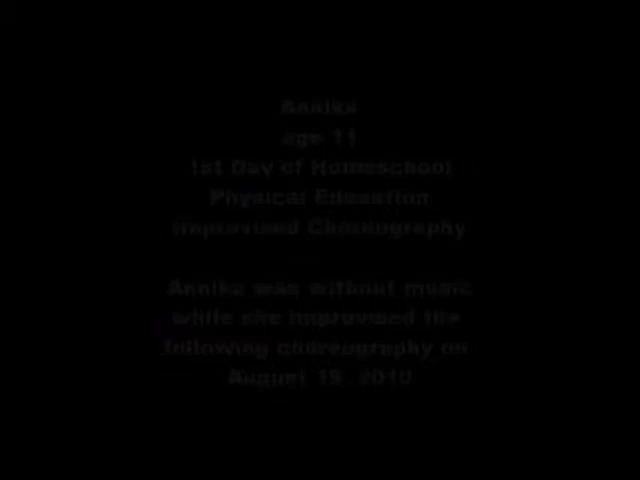 Annika
age 11
1st Day of Homeschool
Physical Education
Improvised Choreography
Annika was without music
while she improvised the
following choreography on
August 19, 2010